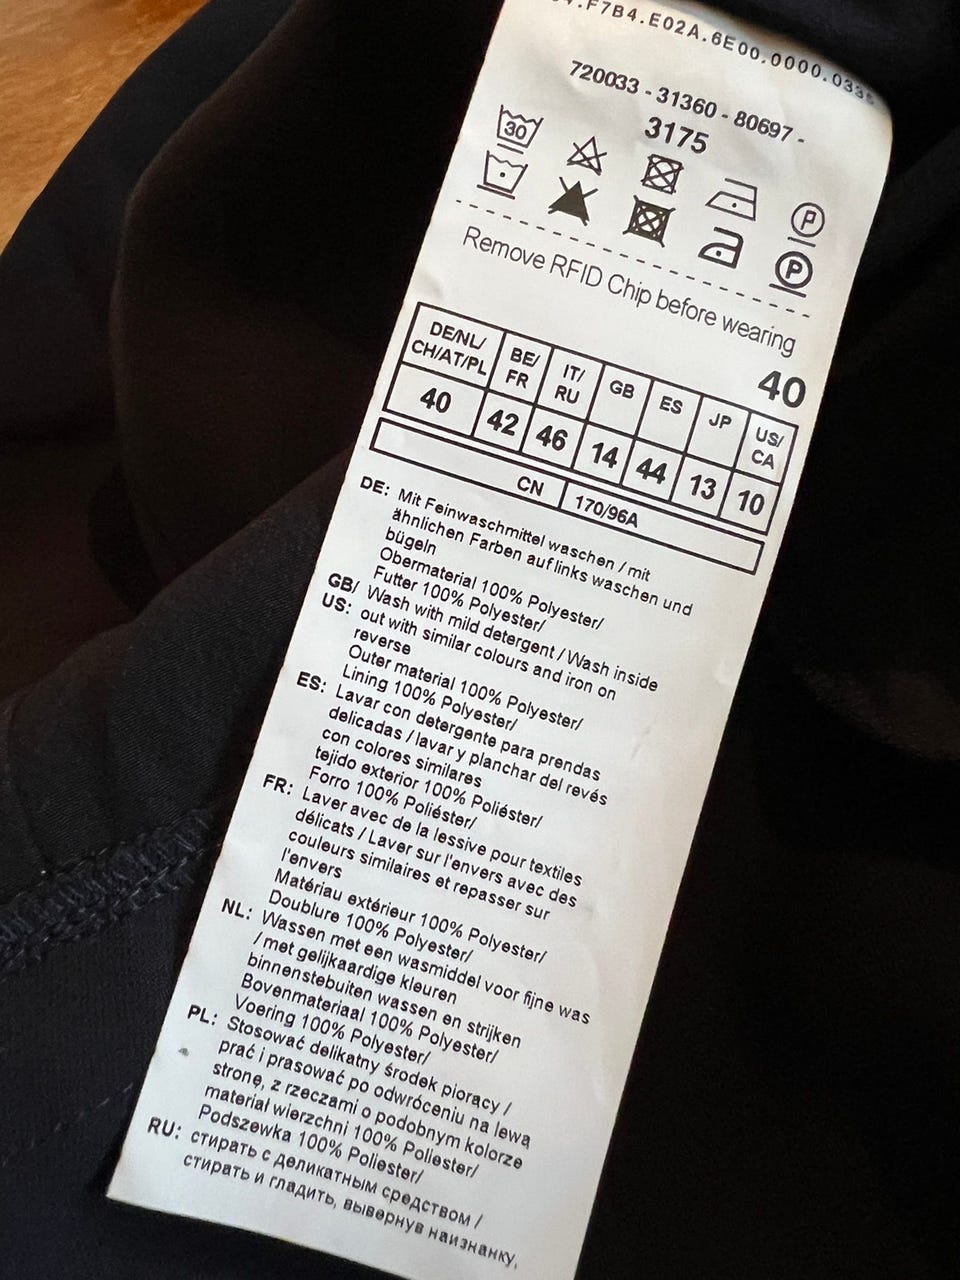 .F7B4.E02A.6E00.0000.033
720033 - 31360 - 80697 -
3175
30
P
P
Remove RFID Chip before wearing
40
DE/NL/ CH/AT/PL BE/ FR IT/ RU GB ES JP US/ CA
40 42 46 14 44 13 10
CN 170/96A
DE: Mit Feinwaschmittel waschen / mit
ähnlichen Farben auf links waschen und
bügeln
Obermaterial 100% Polyester/
Futter 100% Polyester/
GB/ Wash with mild detergent / Wash inside
US: out with similar colours and iron on
reverse
Outer material 100% Polyester/
Lining 100% Polyester/
ES: Lavar con detergente para prendas
delicadas / lavar y planchar del revés
con colores similares
tejido exterior 100% Poliéster/
Forro 100% Poliéster/
FR: Laver avec de la lessive pour textiles
délicats / Laver sur l'envers avec des
couleurs similaires et repasser sur
l'envers
Matériau extérieur 100% Polyester/
Doublure 100% Polyester/
NL: Wassen met een wasmiddel voor fijne was
/ met gelijkaardige kleuren
binnenstebuiten wassen en strijken
Bovenmateriaal 100% Polyester/
Voering 100% Polyester/
PL: Stosować delikatny środek piorący /
prać i prasować po odwróceniu na lewą
stronę, z rzeczami o podobnym kolorze
materiał wierzchni 100% Poliester/
Podszewka 100% Poliester/
RU: стирать с деликатным средством /
стирать и гладить, вывернув наизнанку,